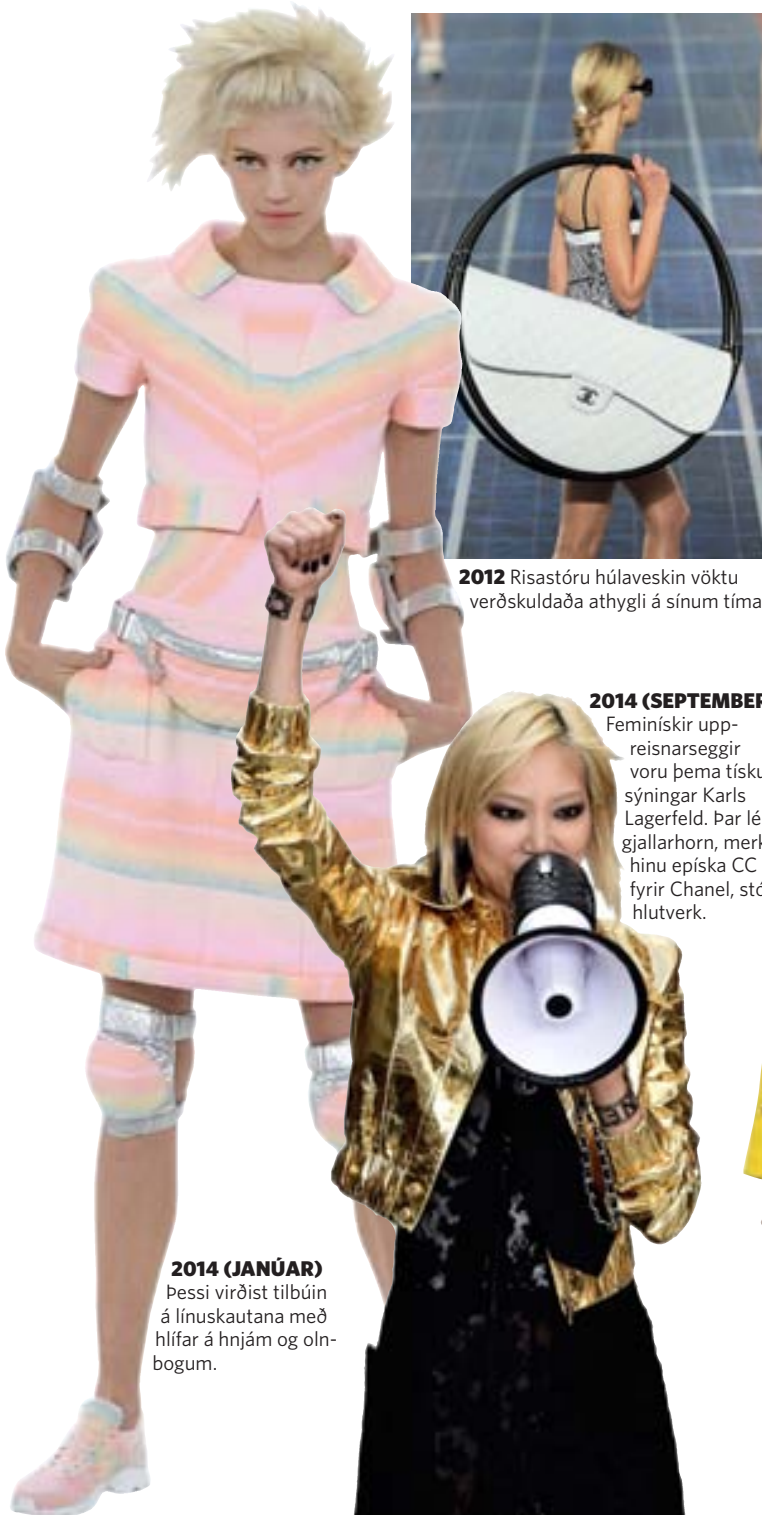 2012 Risastóru húlaveskin vöktu
verðskuldaða athygli á sínum tíma
2014 (SEPTEMBER
Feminískir upp-
reisnarseggir
voru þema tísku
sýningar Karls
Lagerfeld. Þar lé
gjallarhorn, merk
hinu epíska CC
fyrir Chanel, stó
hlutverk.
2014 (JANÚAR)
Þessi virðist tilbúin
á línuskautana með
hlífar á hnjám og oln-
bogum.